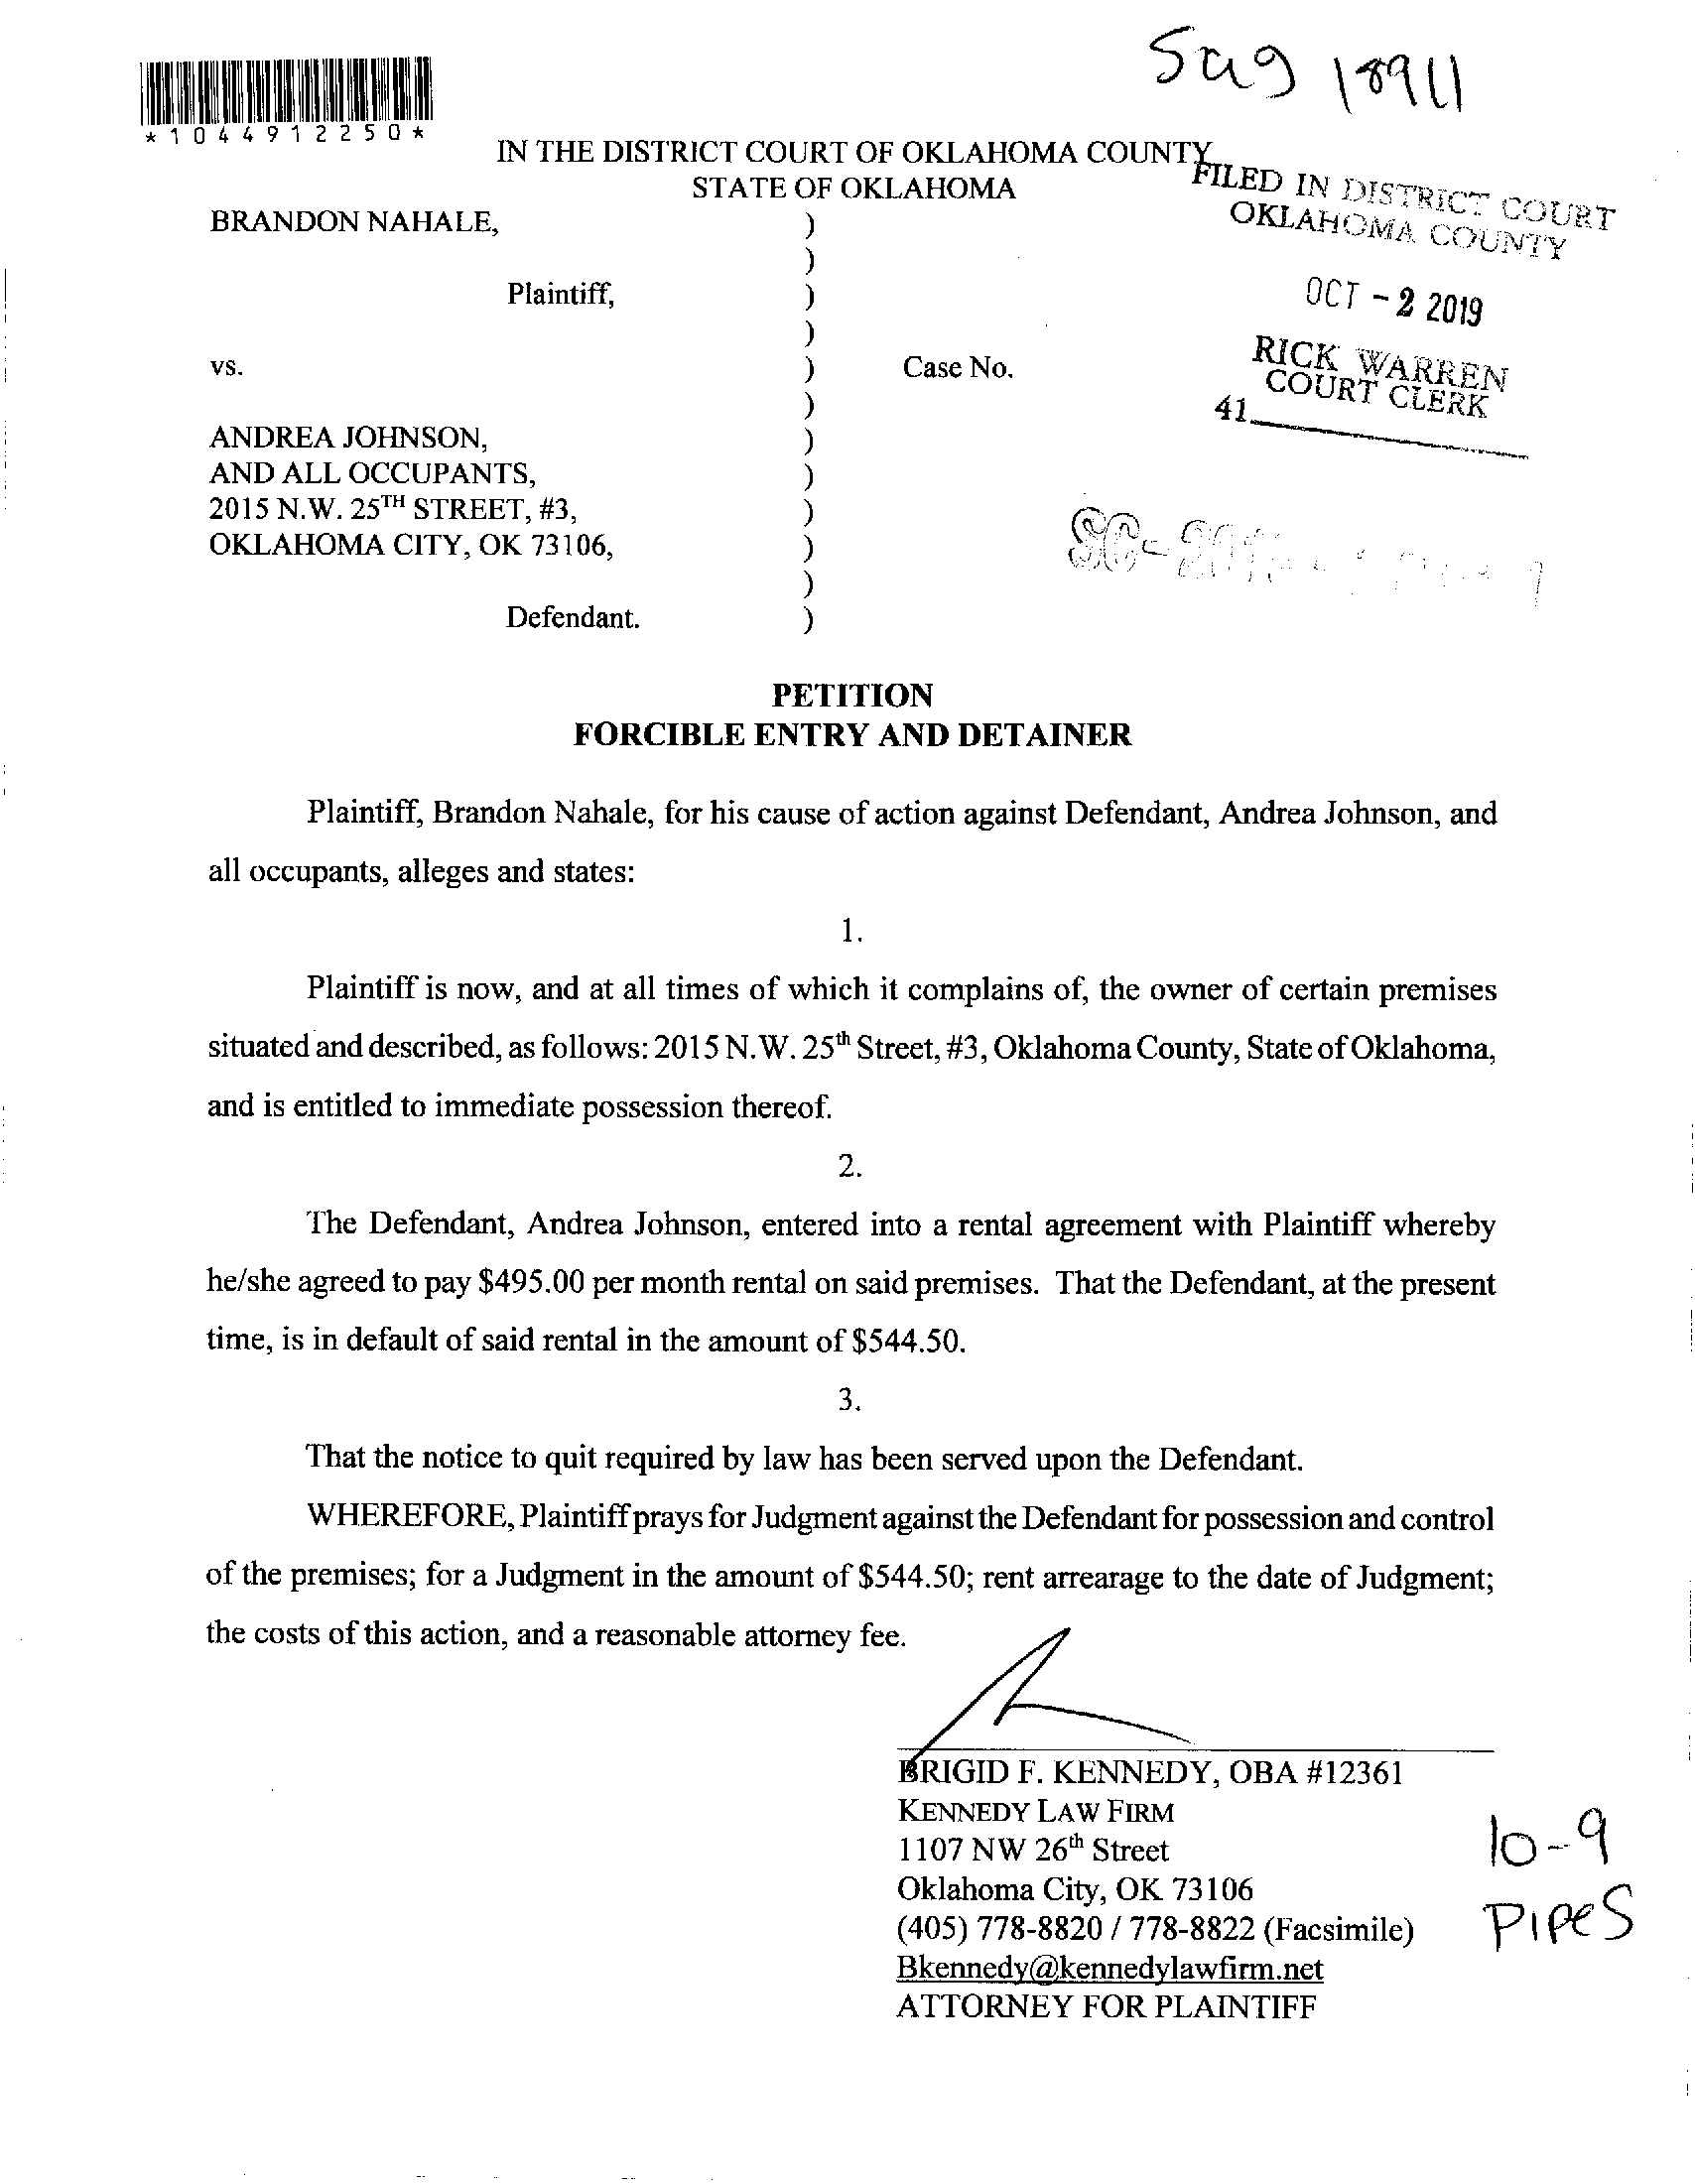 Sag 18911
*1044912250*
IN THE DISTRICT COURT OF OKLAHOMA COUNTY
STATE OF OKLAHOMA
FILED IN DISTRICT COURT
OKLAHOMA COUNTY
OCT - 2 2019
RICK WARREN
COURT CLERK
41
BRANDON NAHALE, )
)
Plaintiff, )
)
vs. ) Case No.
)
ANDREA JOHNSON, )
AND ALL OCCUPANTS, )
2015 N.W. 25TH STREET, #3, )
OKLAHOMA CITY, OK 73106, )
)
Defendant. )
PETITION
FORCIBLE ENTRY AND DETAINER
Plaintiff, Brandon Nahale, for his cause of action against Defendant, Andrea Johnson, and
all occupants, alleges and states:
1.
Plaintiff is now, and at all times of which it complains of, the owner of certain premises
situated and described, as follows: 2015 N.W. 25th Street, #3, Oklahoma County, State of Oklahoma,
and is entitled to immediate possession thereof.
2.
The Defendant, Andrea Johnson, entered into a rental agreement with Plaintiff whereby
he/she agreed to pay $495.00 per month rental on said premises. That the Defendant, at the present
time, is in default of said rental in the amount of $544.50.
3.
That the notice to quit required by law has been served upon the Defendant.
WHEREFORE, Plaintiff prays for Judgment against the Defendant for possession and control
of the premises; for a Judgment in the amount of $544.50; rent arrearage to the date of Judgment;
the costs of this action, and a reasonable attorney fee.
BRIGID F. KENNEDY, OBA #12361
KENNEDY LAW FIRM
1107 NW 26th Street
Oklahoma City, OK 73106
(405) 778-8820 / 778-8822 (Facsimile)
Bkennedy@kennedylawfirm.net
ATTORNEY FOR PLAINTIFF
10-9
PIPES